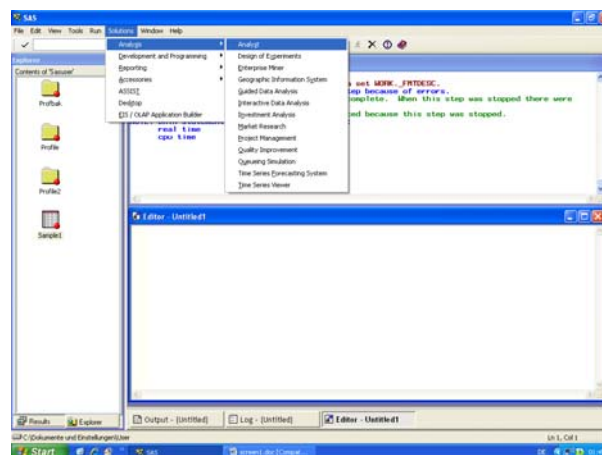 SAS
File Edit View Tools Run Solutions Window Help
Explorer
Contents of 'Sasuser'
Profbak
Profile
Profile2
Sample1
Analysis
Development and Programming
Reporting
Accessories
ASSIST
Desktop
EIS / OLAP Application Builder
Analyst
Design of Experiments
Enterprise Miner
Geographic Information System
Guided Data Analysis
Interactive Data Analysis
Investment Analysis
Market Research
Project Management
Quality Improvement
Queueing Simulation
Time Series Forecasting System
Time Series Viewer
set WORK._FMTDESC.
because of errors.
complete. When this step was stopped there were
because this step was stopped.
real time
cpu time
Editor - Untitled1
Results Explorer
Output - (Untitled) Log - (Untitled) Editor - Untitled1
C:\Dokumente und Einstellungen\User
Ln 1, Col 1
Start SAS
DE